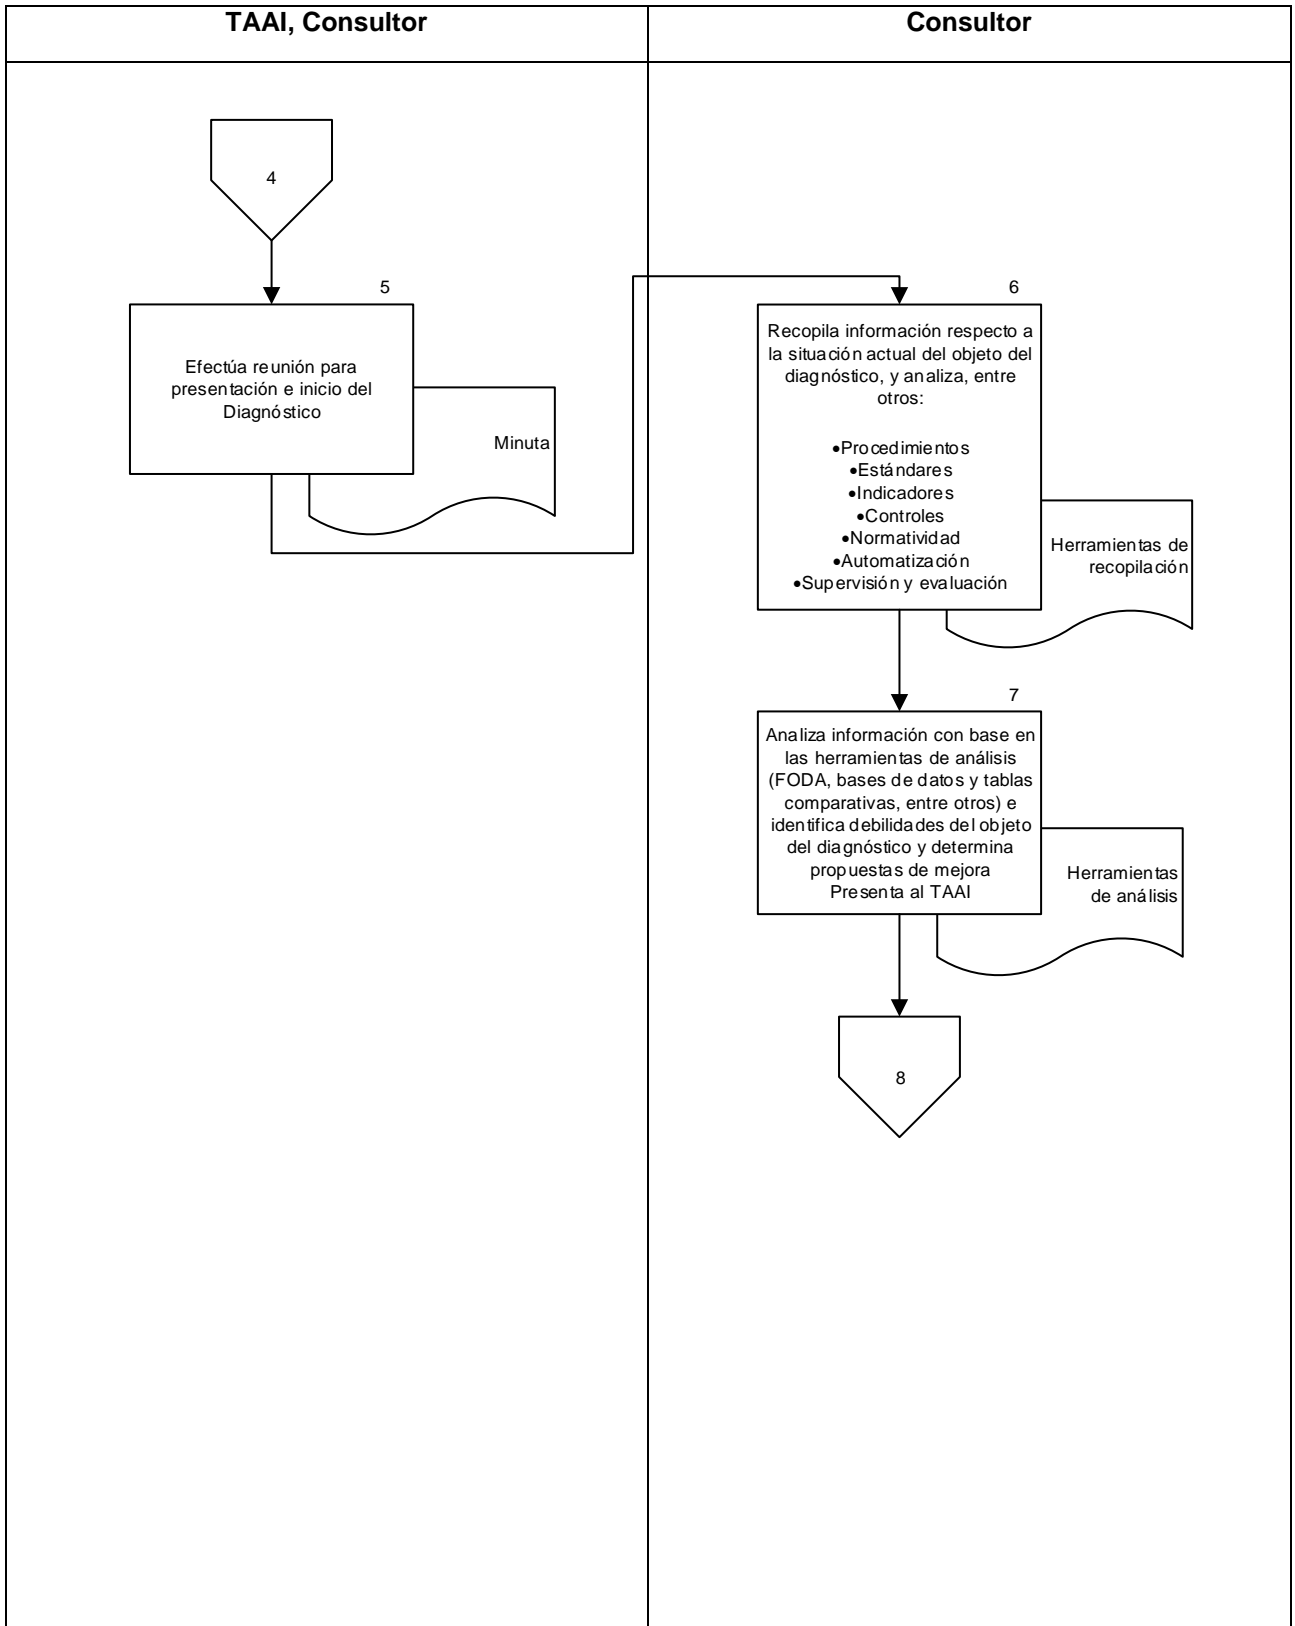 TAAI, Consultor
Consultor
4
5
Efectúa reunión para
presentación e inicio del
Diagnóstico
Minuta
6
Recopila información respecto a
la situación actual del objeto del
diagnóstico, y analiza, entre
otros:
•Procedimientos
•Estándares
•Indicadores
•Controles
•Normatividad
•Automatización
•Supervisión y evaluación
Herramientas de
recopilación
7
Analiza información con base en
las herramientas de análisis
(FODA, bases de datos y tablas
comparativas, entre otros) e
identifica debilidades del objeto
del diagnóstico y determina
propuestas de mejora
Presenta al TAAI
Herramientas
de análisis
8